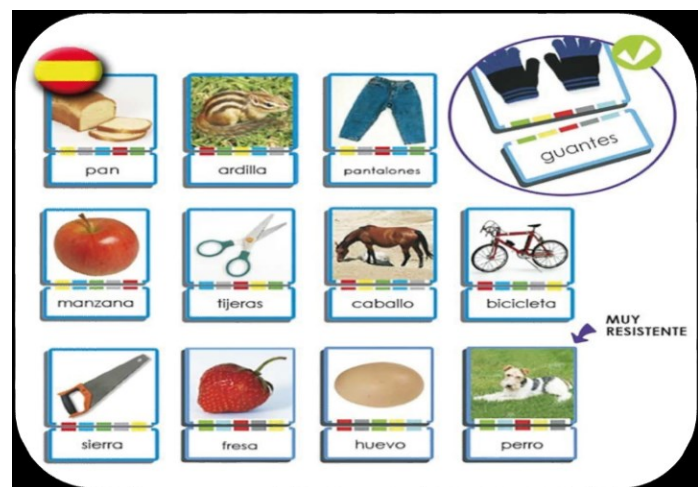 pan
ardilla
pantalones
guantes
manzana
tijeras
caballo
bicicleta
MUY
RESISTENTE
sierra
fresa
huevo
perro